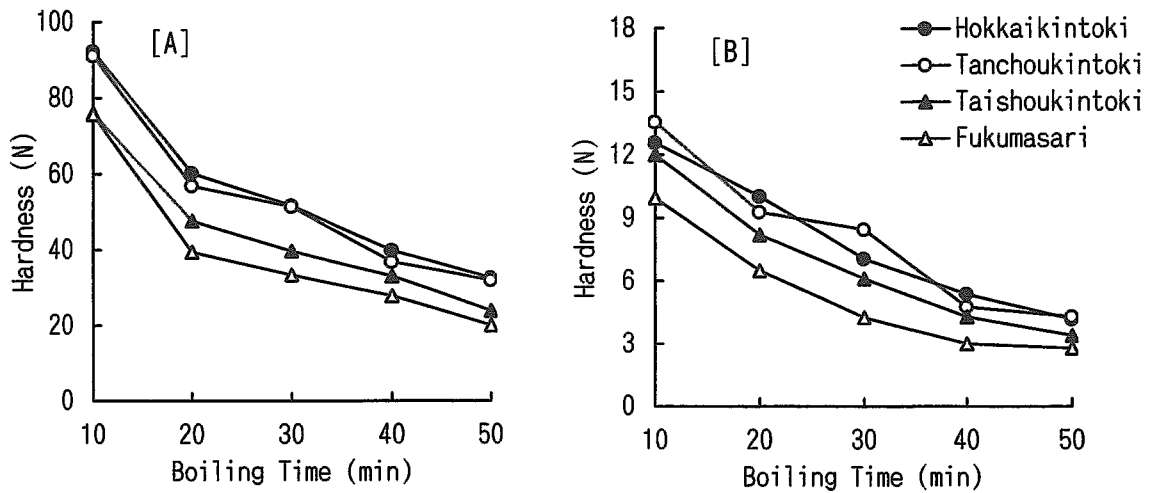 [A]
Hardness (N)
100
80
60
40
20
0
10 20 30 40 50
Boiling Time (min)
[B]
Hardness (N)
18
15
12
9
6
3
0
10 20 30 40 50
Boiling Time (min)
Hokkaikintoki
Tanchoukintoki
Taishoukintoki
Fukumasari